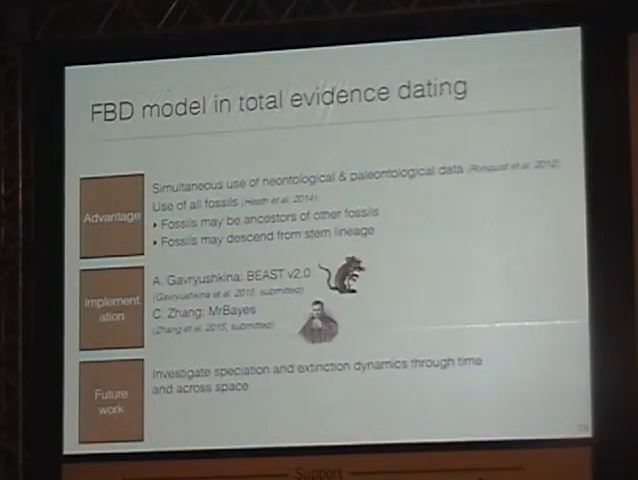 FBD model in total evidence dating
Advantage
Simultaneous use of neontological & paleontological data (Ronquist et al. 2012)
Use of all fossils (Heath et al. 2014)
• Fossils may be ancestors of other fossils
• Fossils may descend from stem lineage
Implement
ation
A. Gavryushkina: BEAST v2.0
(Gavryushkina et al. 2015, submitted)
C. Zhang: MrBayes
(Zhang et al. 2015, submitted)
Future
work
Investigate speciation and extinction dynamics through time
and across space
Support